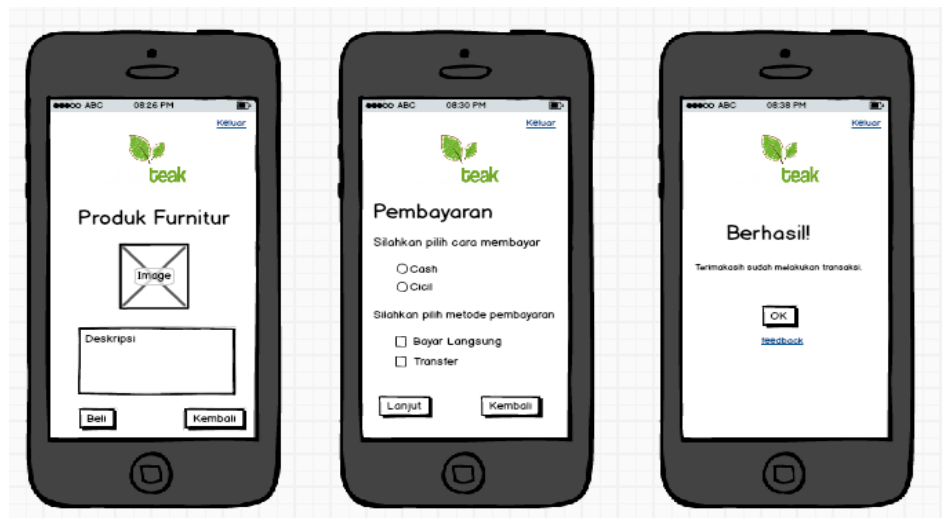 ABC 08:26 PM
Keluar
teak
Produk Furnitur
Image
Deskripsi
Beli Kembali
ABC 08:30 PM
Keluar
teak
Pembayaran
Silahkan pilih cara membayar
Cash
Cicil
Silahkan pilih metode pembayaran
Bayar Langsung
Transfer
Lanjut Kembali
ABC 08:38 PM
Keluar
teak
Berhasil!
Terimakasih sudah melakukan transaksi.
OK
feedback